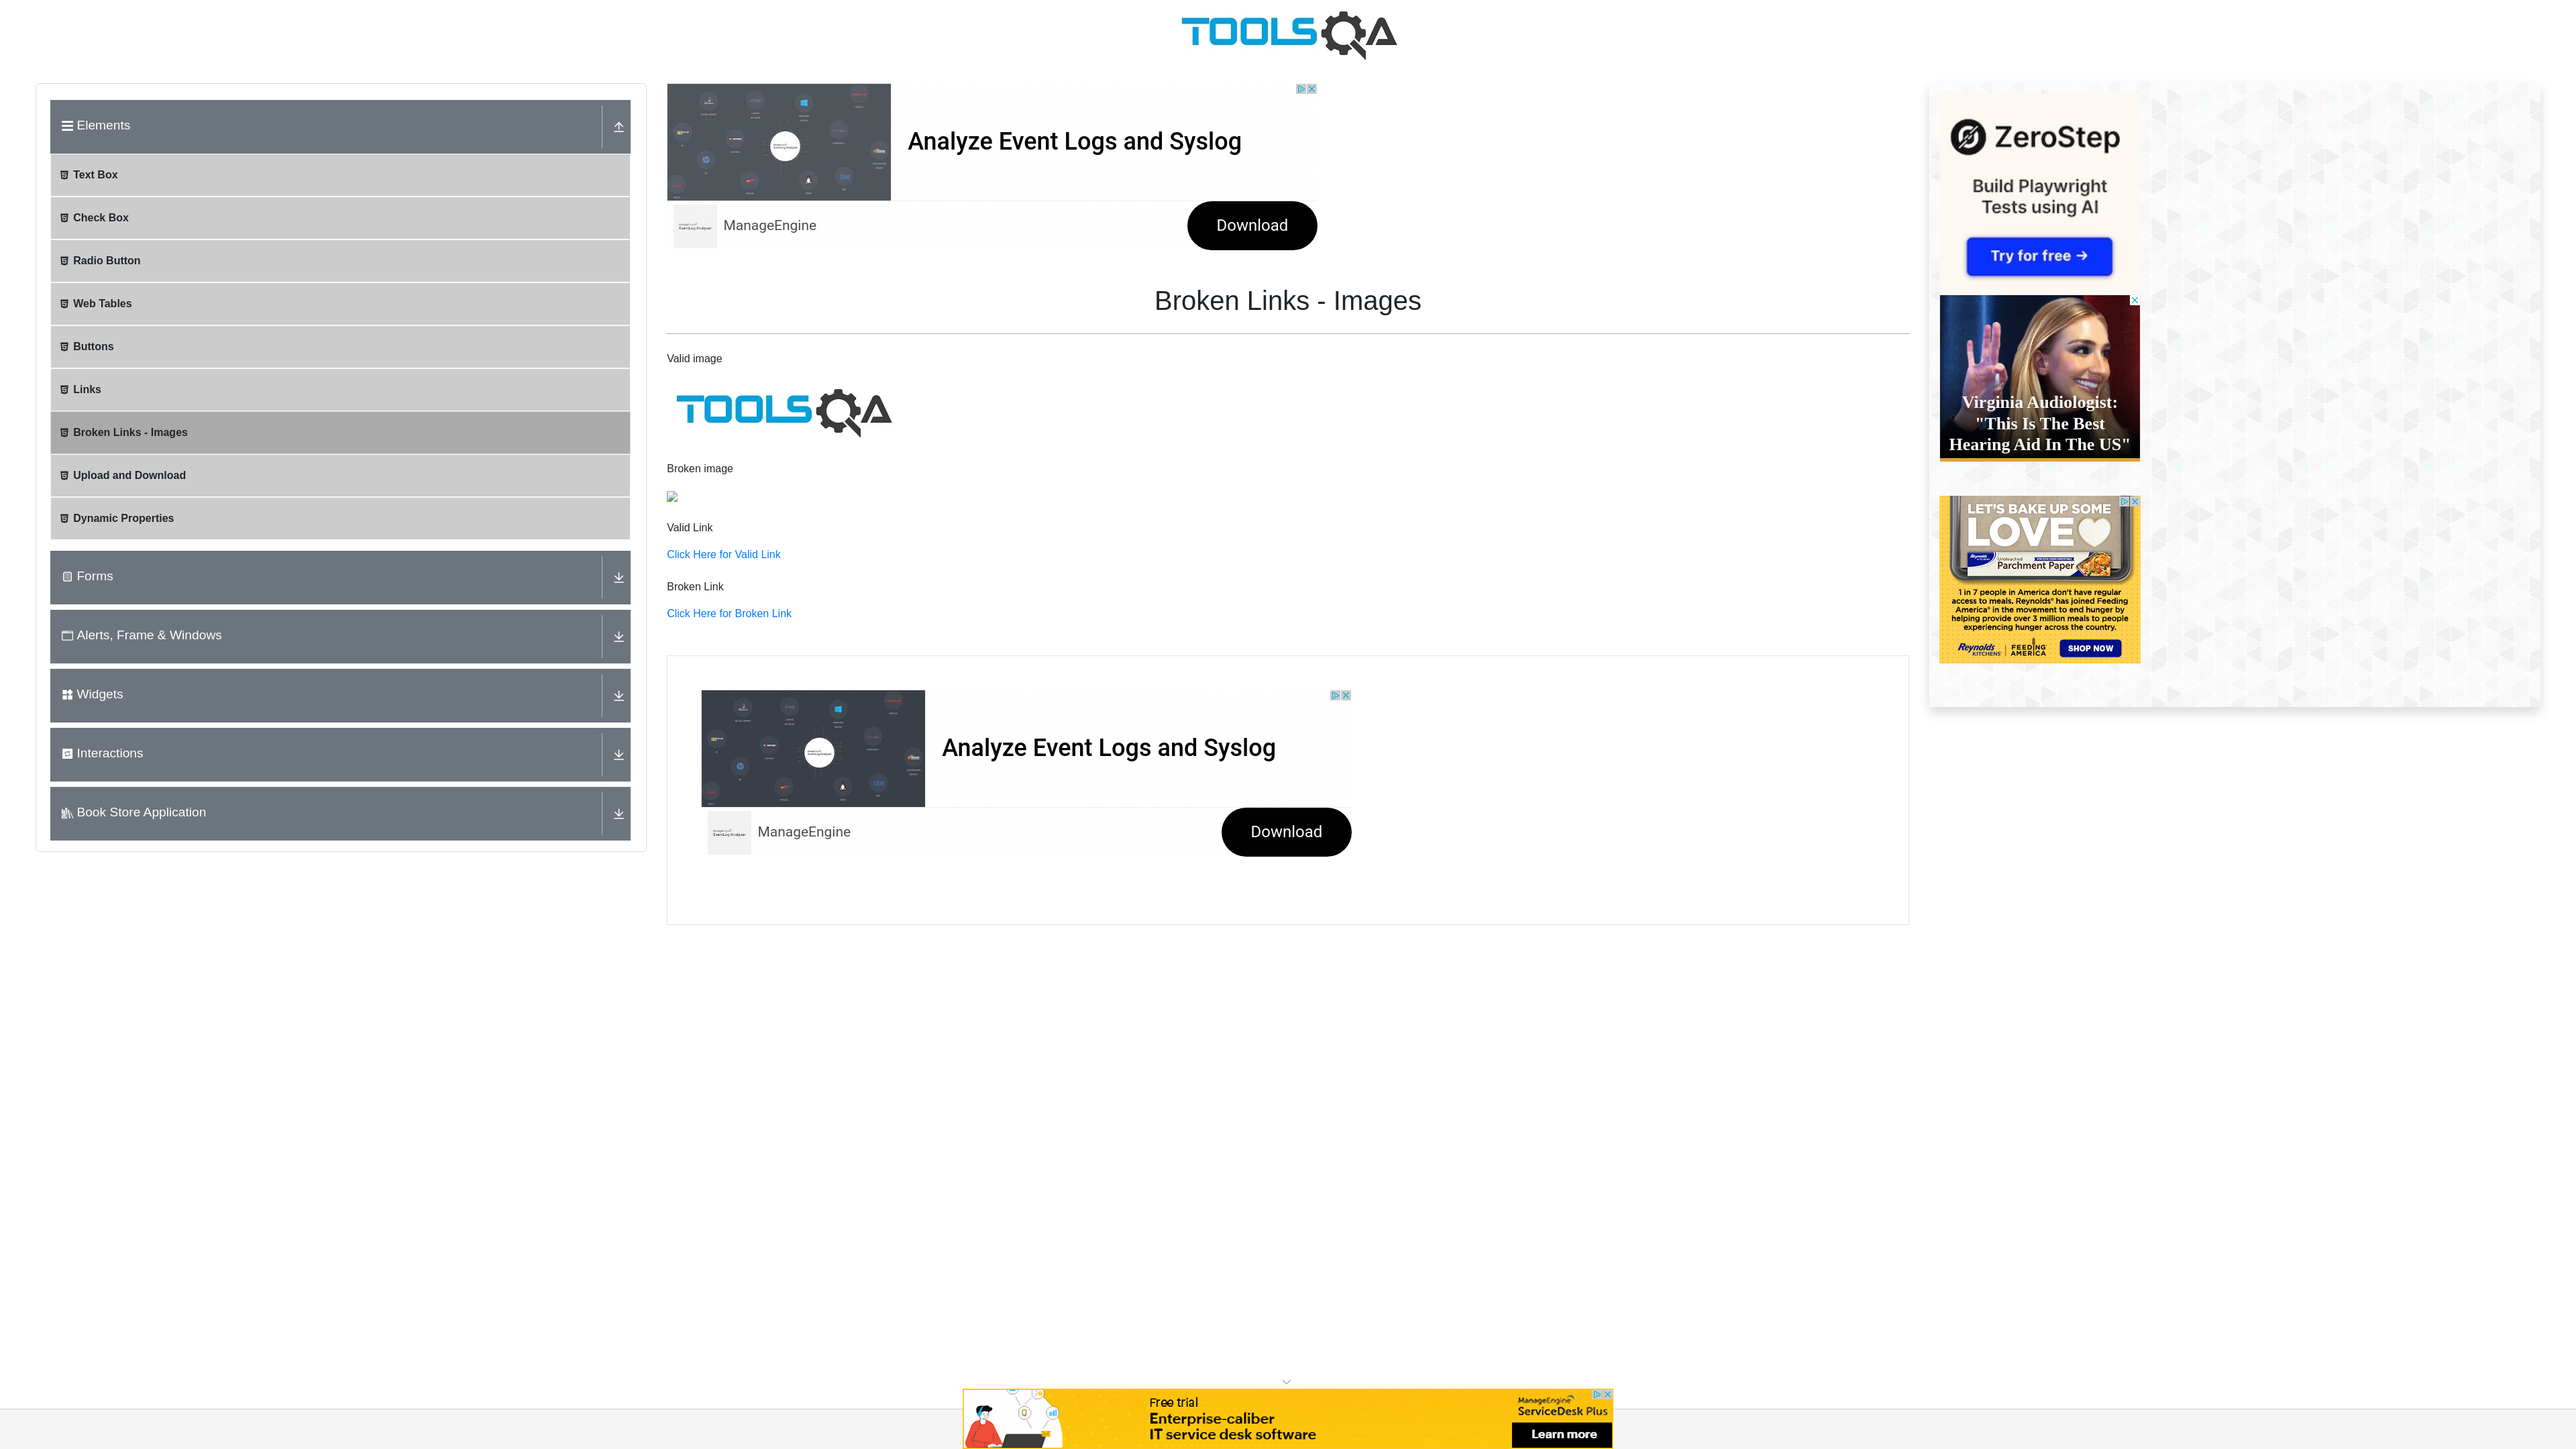 TOOLSQA
Elements
Text Box
Check Box
Radio Button
Web Tables
Buttons
Links
Broken Links - Images
Upload and Download
Dynamic Properties
Forms
Alerts, Frame & Windows
Widgets
Interactions
Book Store Application
Analyze Event Logs and Syslog
ManageEngine
Download
Broken Links - Images
Valid image
TOOLSQA
Broken image
Valid Link
Click Here for Valid Link
Broken Link
Click Here for Broken Link
Analyze Event Logs and Syslog
ManageEngine
Download
ZeroStep
Build Playwright
Tests using AI
Try for free →
Virginia Audiologist:
"This Is The Best
Hearing Aid In The US"
LET'S BAKE UP SOME
LOVE
Reynolds
Parchment Paper
1 in 7 people in America don't have regular
access to meals. Reynolds® has joined Feeding
America® in the movement to end hunger by
helping provide over 3 million meals to people
experiencing hunger across the country.
Reynolds
KITCHENS
FEEDING
AMERICA
SHOP NOW
Free trial
Enterprise-caliber
IT service desk software
ManageEngine
ServiceDesk Plus
Learn more